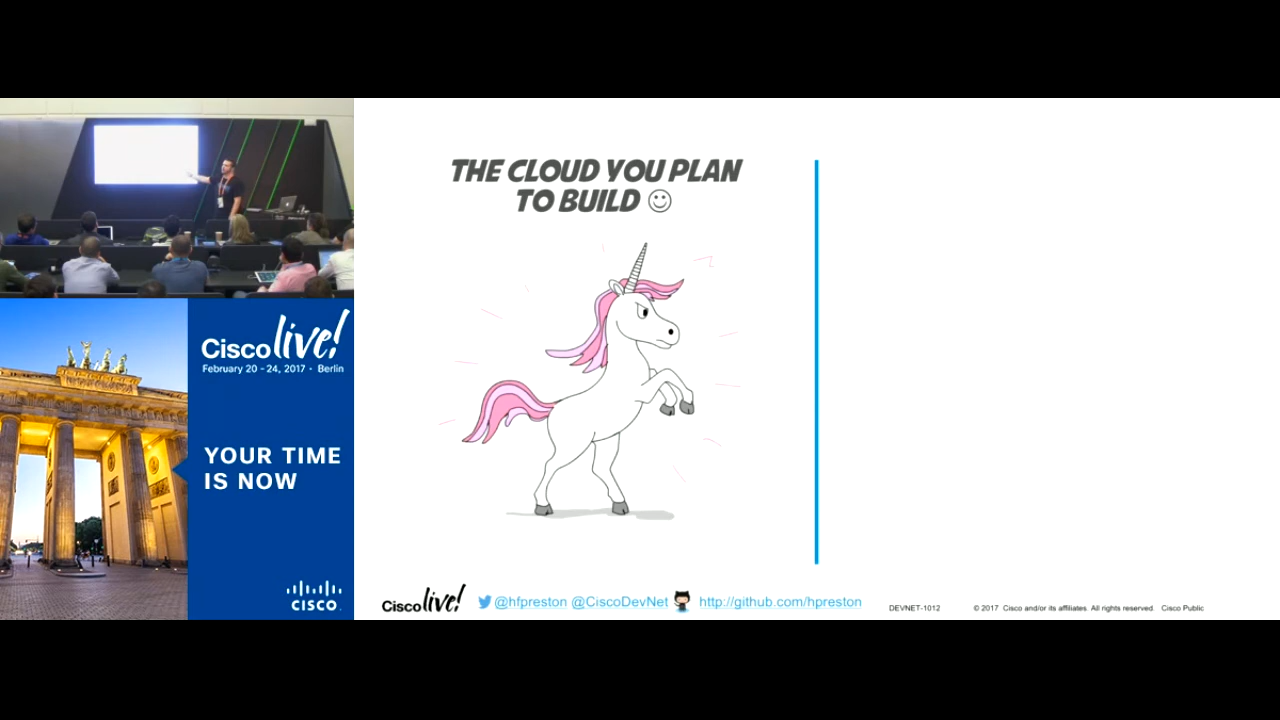 Cisco live!
February 20 - 24, 2017 • Berlin
YOUR TIME
IS NOW
CISCO
THE CLOUD YOU PLAN
TO BUILD ☺
Cisco live!
@hfpreston @CiscoDevNet
http://github.com/hpreston
DEVNET-1012
© 2017 Cisco and/or its affiliates. All rights reserved. Cisco Public